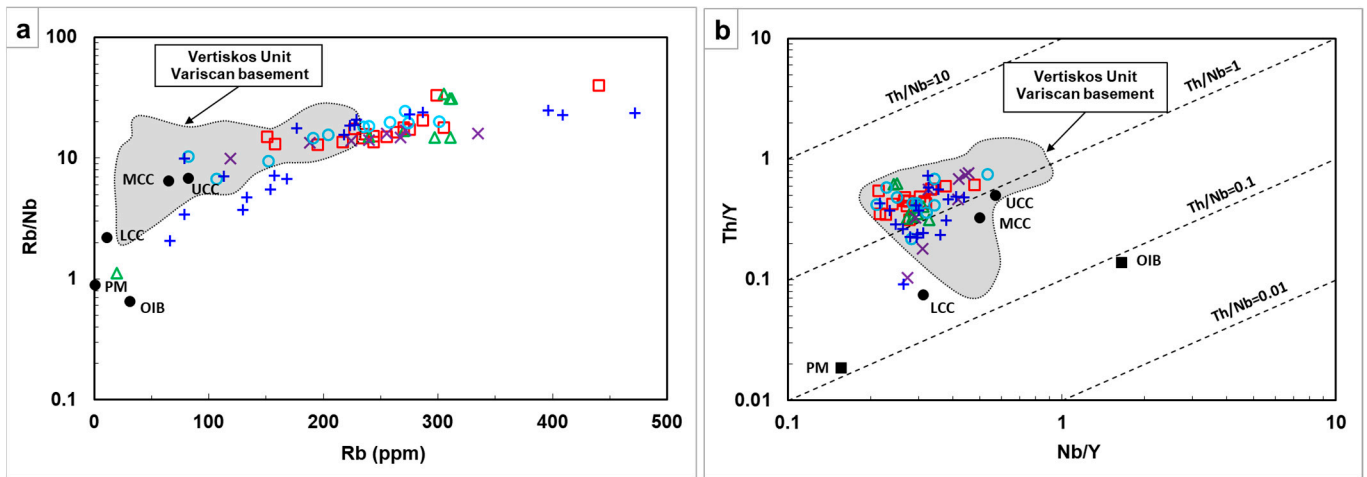 a
Vertiskos Unit
Variscan basement
100
10
1
0.1
Rb/Nb
MCC
UCC
LCC
PM
OIB
0
100
200
300
400
500
Rb (ppm)
b
Vertiskos Unit
Variscan basement
10
1
0.1
0.01
Th/Y
Th/Nb=10
Th/Nb=1
Th/Nb=0.1
Th/Nb=0.01
UCC
MCC
LCC
OIB
PM
0.1
1
10
Nb/Y